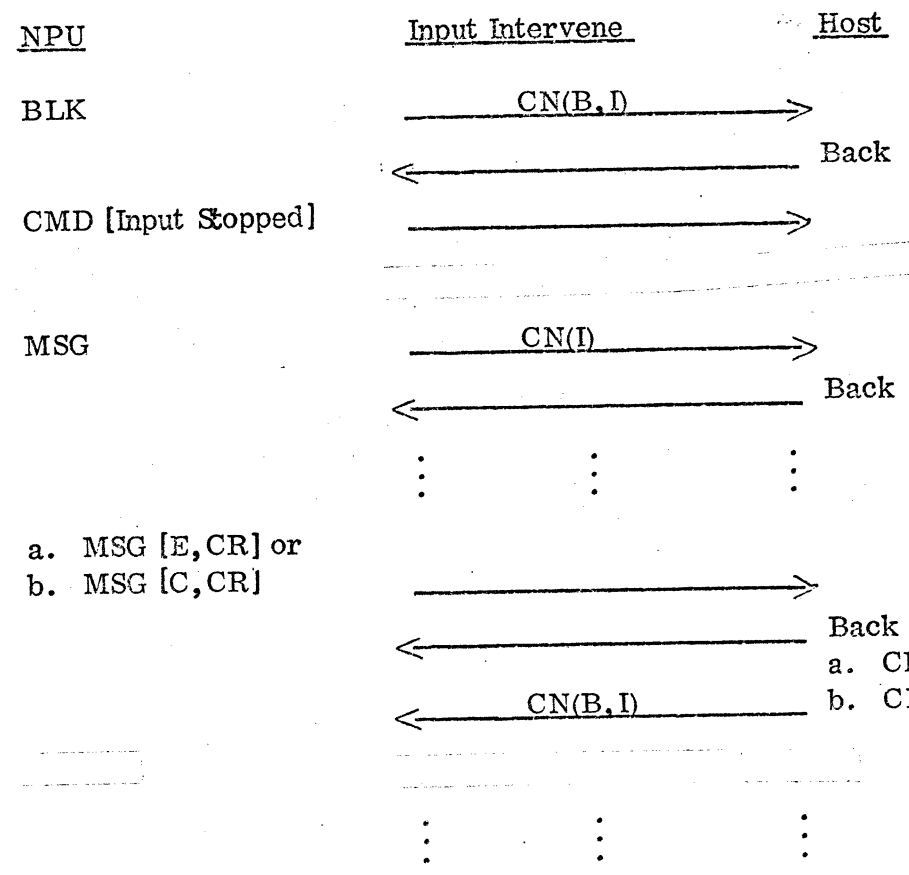 NPU Input Intervene Host
BLK CN(B,I)
Back
CMD [Input Stopped]
MSG CN(I)
Back
a. MSG [E,CR] or
b. MSG [C,CR]
Back
a.
CN(B,I) b.